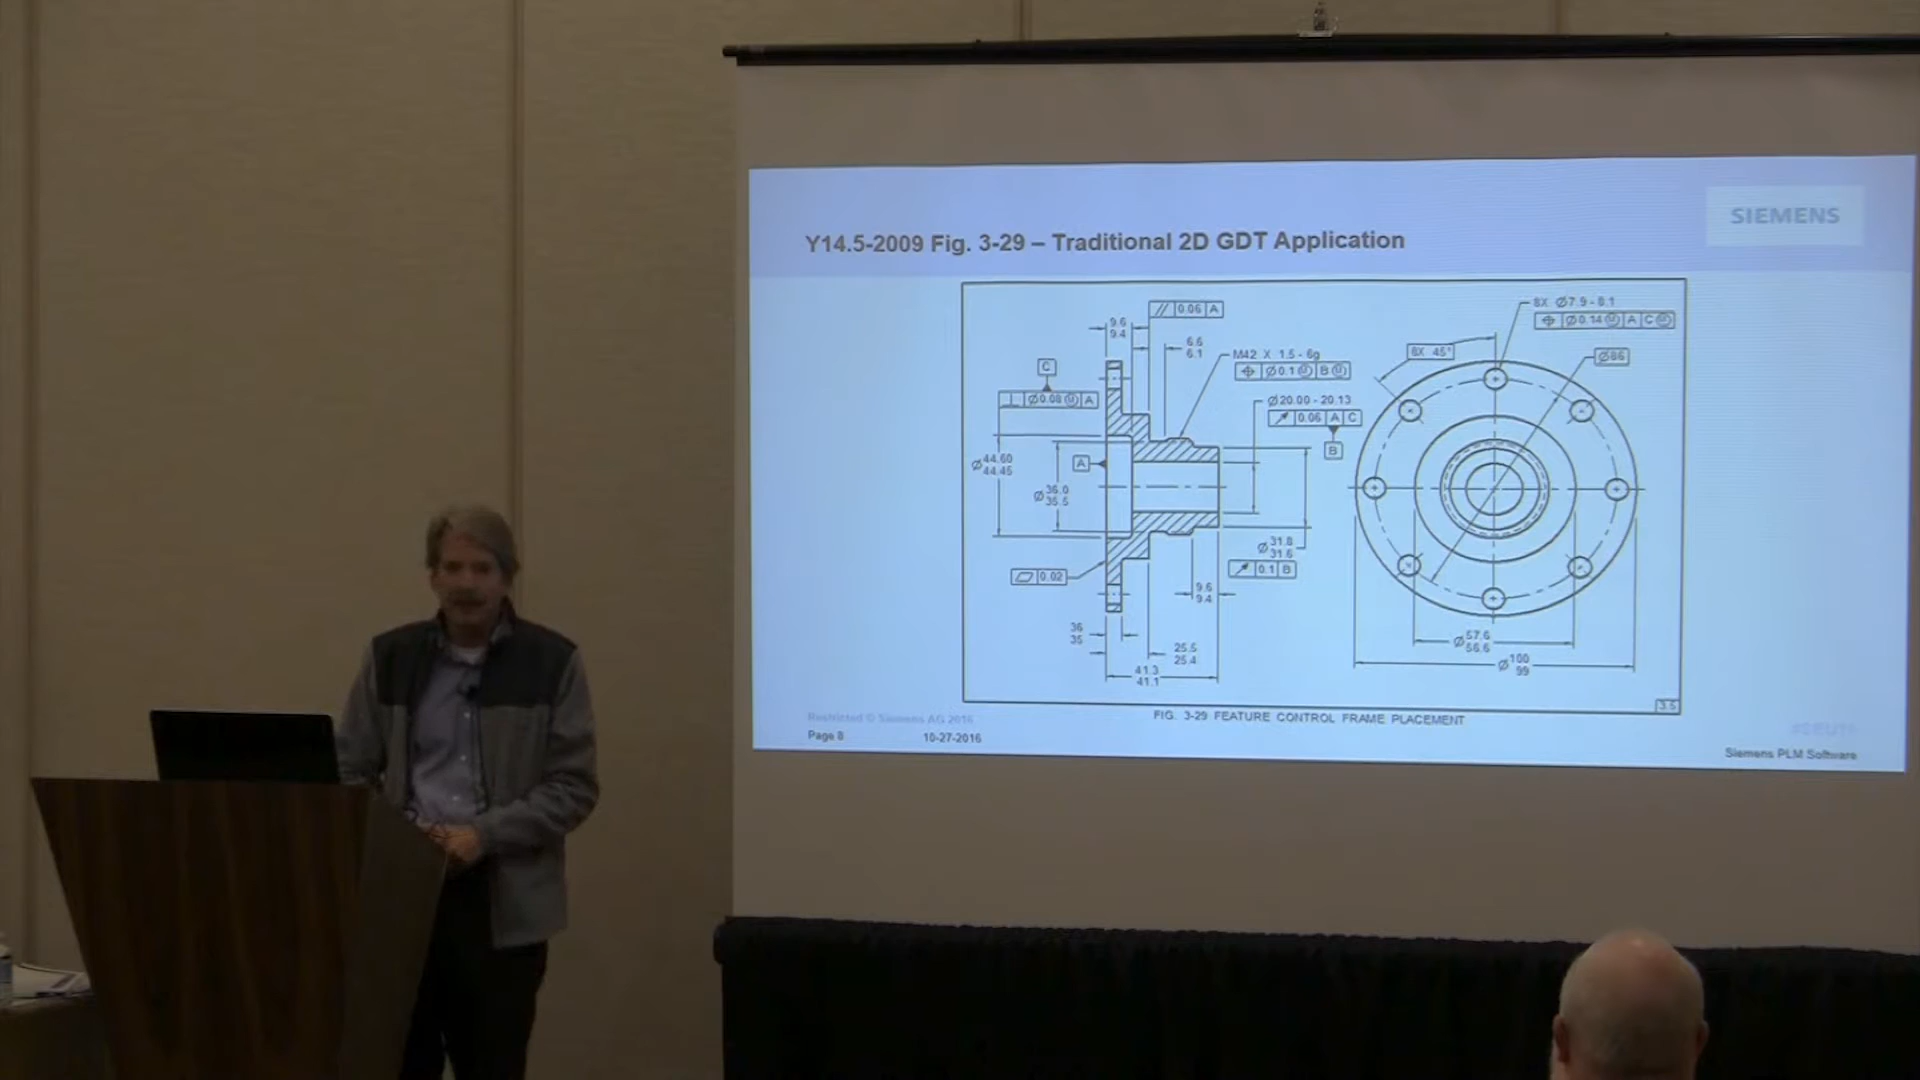 SIEMENS
Y14.5-2009 Fig. 3-29 – Traditional 2D GDT Application
// 0.06 A
8X Ø7.9 - 8.1
⌖ Ø0.14Ⓜ A CⓂ
9.6
9.4
6.6
6.1
8X 45°
Ø86
M42 X 1.5 - 6g
⌖ Ø0.1Ⓜ BⓂ
C
⊥ Ø0.08Ⓜ A
Ø20.00 - 20.13
↗ 0.06 A C
B
A
Ø44.60
44.45
Ø36.0
35.5
Ø31.8
31.6
↗ 0.1 B
⏥ 0.02
9.6
9.4
36
35
25.5
25.4
41.3
41.1
Ø57.6
56.6
Ø100
99
3.5
FIG. 3-29 FEATURE CONTROL FRAME PLACEMENT
Restricted © Siemens AG 2016
Page 8 10-27-2016
Siemens PLM Software